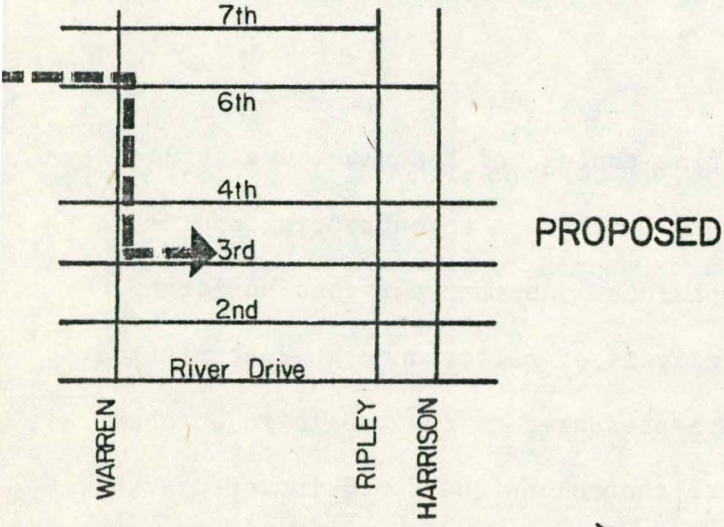 7th
6th
4th
PROPOSED
3rd
2nd
River Drive
WARREN
RIPLEY
HARRISON